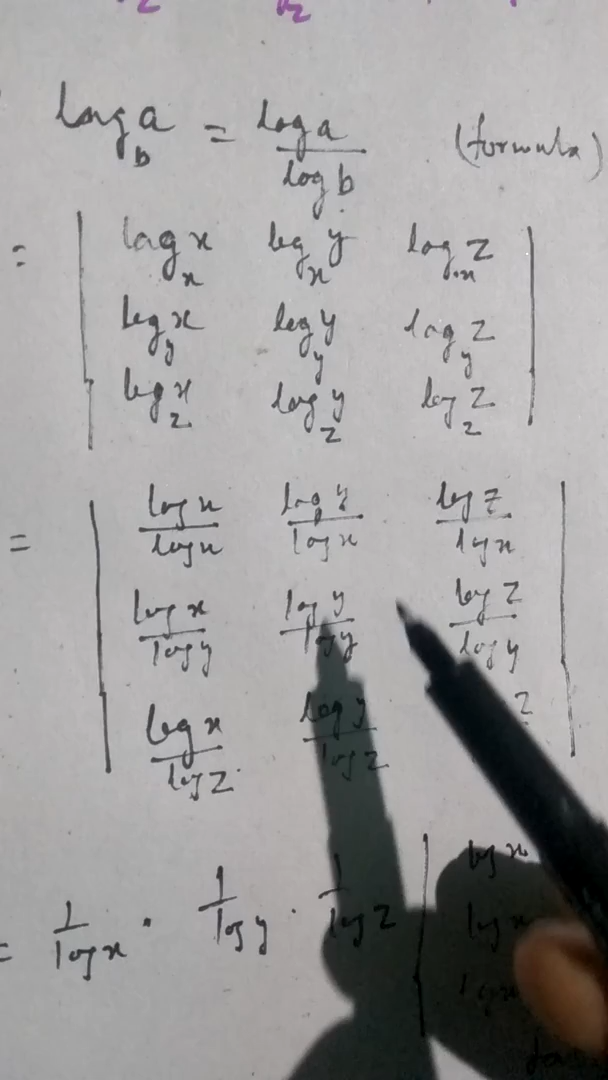 log_b a = log a / log b (formula)
= | log_x x log_x y log_x z |
| log_y x log_y y log_y z |
| log_z x log_z y log_z z |
= | log x / log x log y / log x log z / log x |
| log x / log y log y / log y log z / log y |
| log x / log z log y / log z z |
= 1 / log x · 1 / log y · 1 / log z | log x
log x
log x